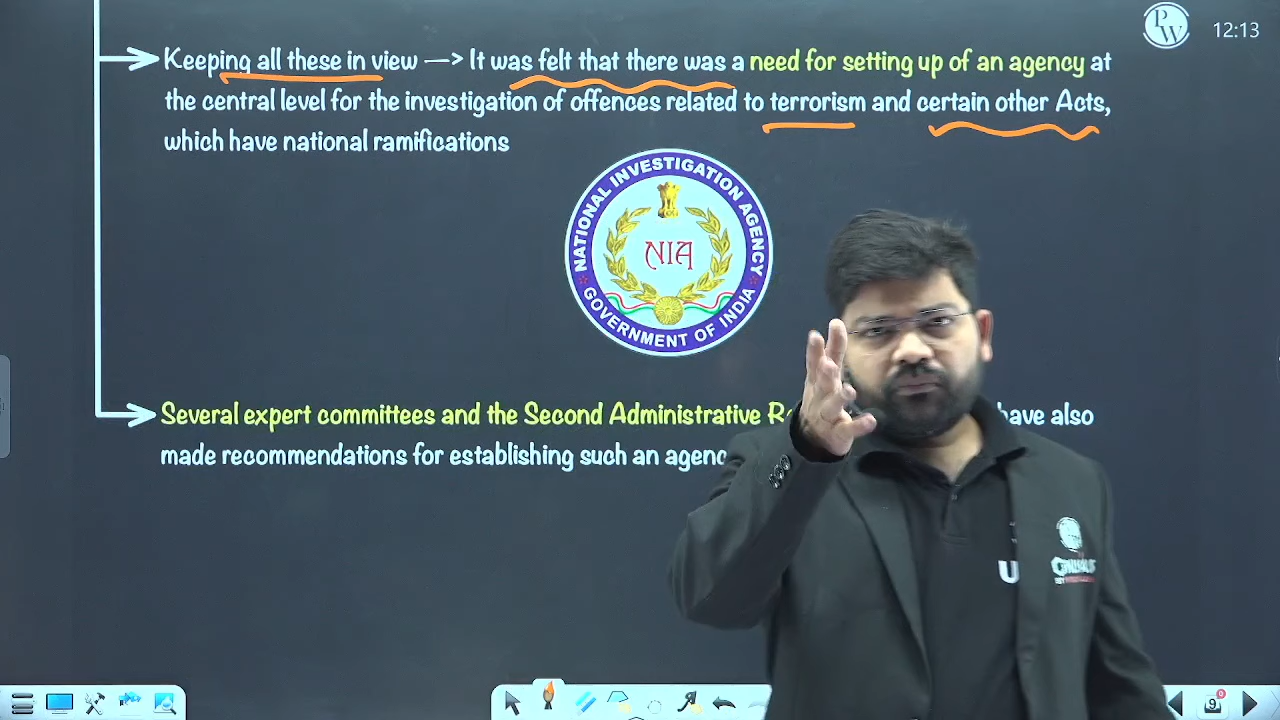 PW
12:13
Keeping all these in view —> It was felt that there was a need for setting up of an agency at
the central level for the investigation of offences related to terrorism and certain other Acts,
which have national ramifications
NATIONAL INVESTIGATION AGENCY
NIA
GOVERNMENT OF INDIA
Several expert committees and the Second Administrative have also
made recommendations for establishing such an
U
9
0